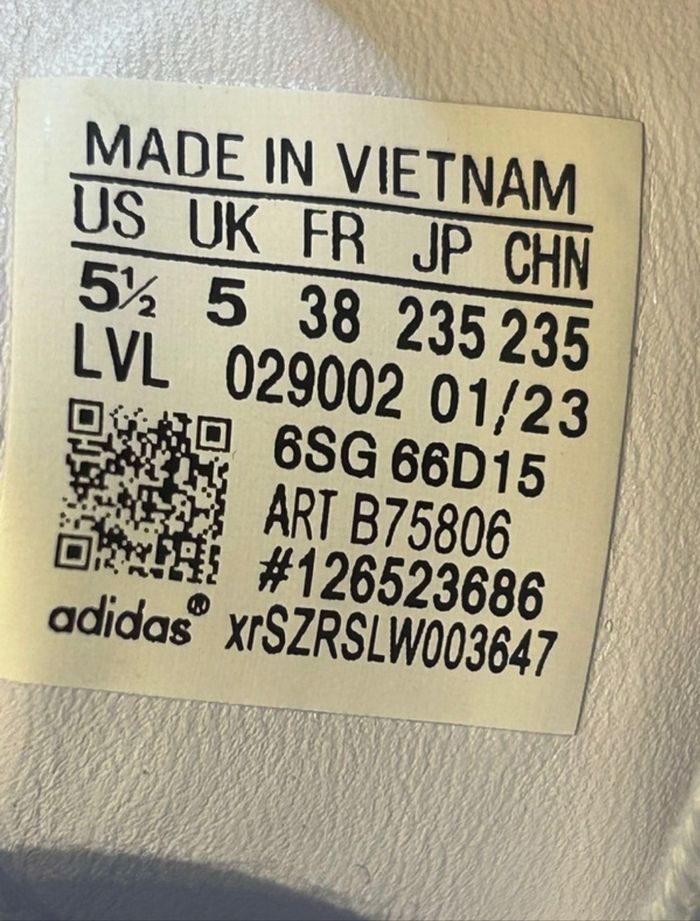 MADE IN VIETNAM
US UK FR JP CHN
5½ 5 38 235 235
LVL 029002 01/23
6SG 66D15
ART B75806
#126523686
adidas® xrSZRSLW003647